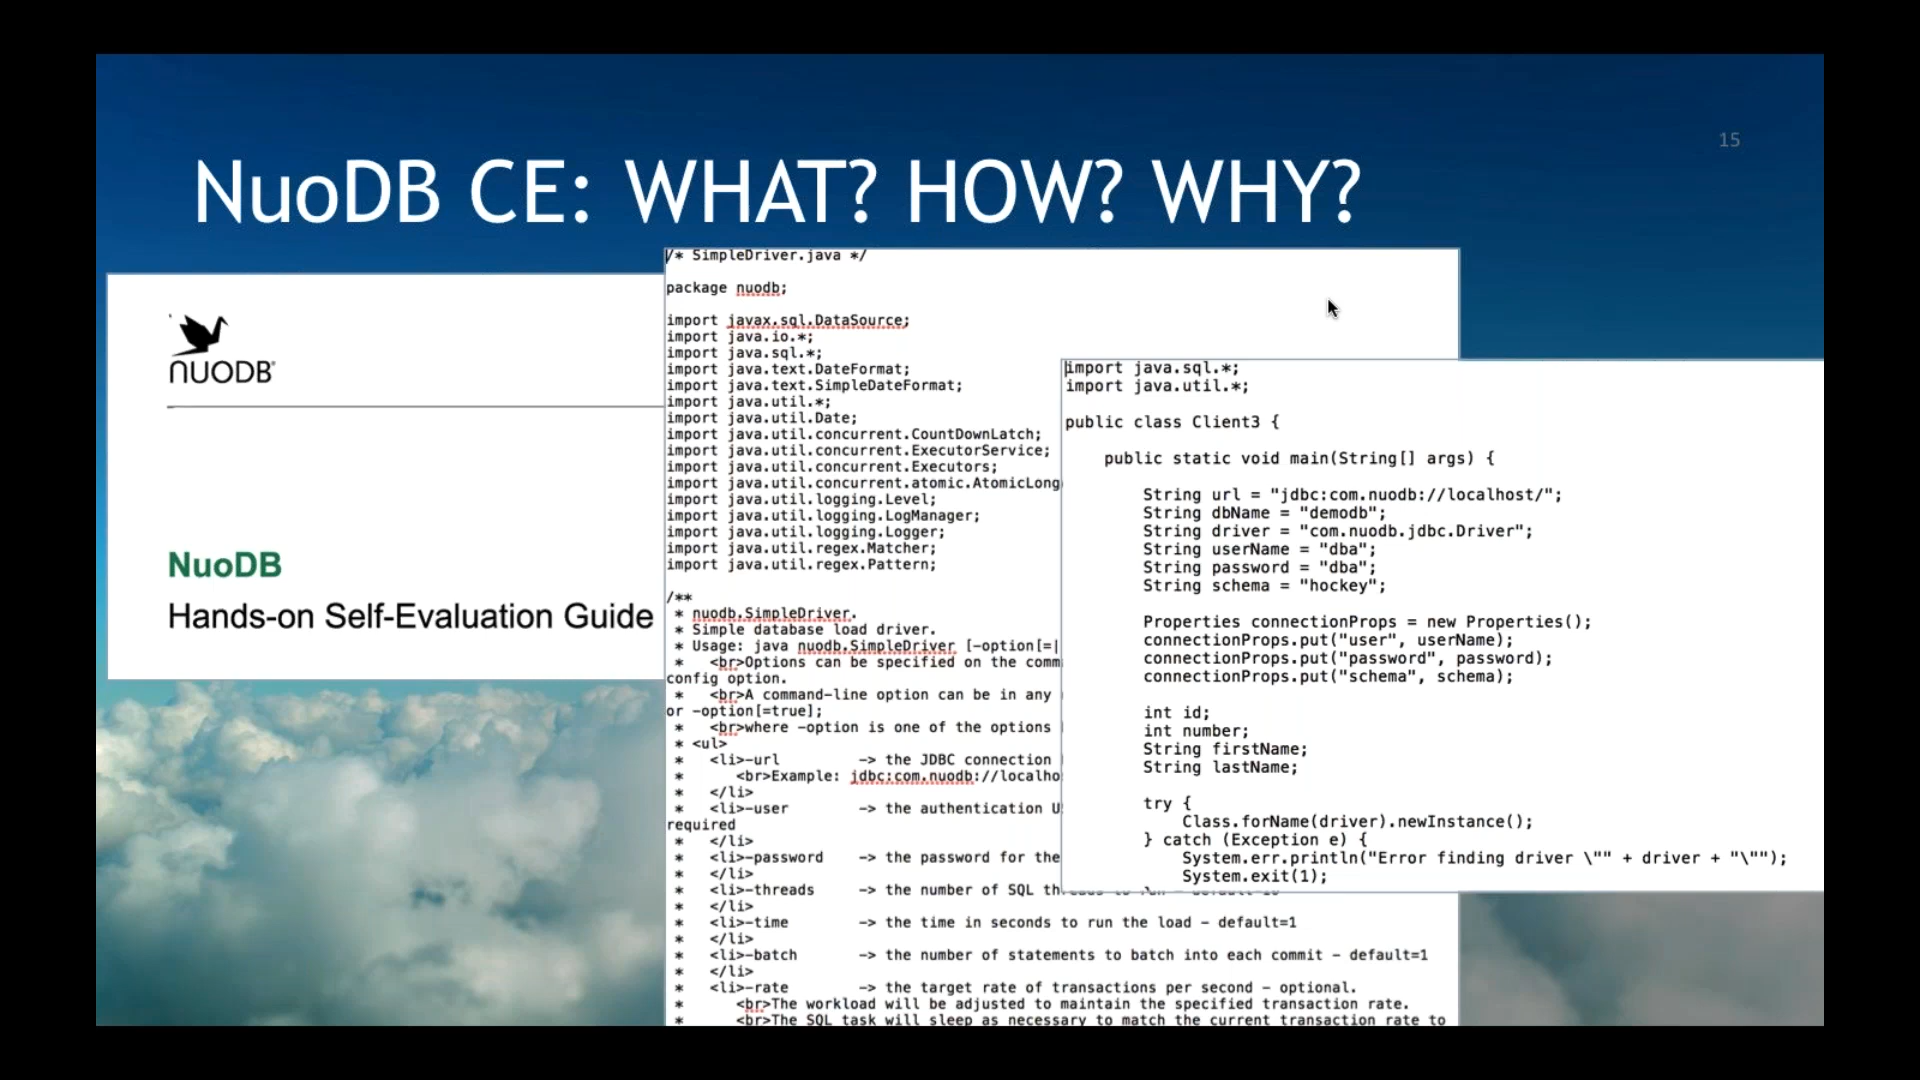 15
NuoDB CE: WHAT? HOW? WHY?
NUODB
NuoDB
Hands-on Self-Evaluation Guide
/* SimpleDriver.java */
package nuodb;
import javax.sql.DataSource;
import java.io.*;
import java.sql.*;
import java.text.DateFormat;
import java.text.SimpleDateFormat;
import java.util.*;
import java.util.Date;
import java.util.concurrent.CountDownLatch;
import java.util.concurrent.ExecutorService;
import java.util.concurrent.Executors;
import java.util.concurrent.atomic.AtomicLong
import java.util.logging.Level;
import java.util.logging.LogManager;
import java.util.logging.Logger;
import java.util.regex.Matcher;
import java.util.regex.Pattern;
/**
* nuodb.SimpleDriver.
* Simple database load driver.
* Usage: java nuodb.SimpleDriver [-option[=|
* <br>Options can be specified on the comm
config option.
* <br>A command-line option can be in any
or -option[=true];
* <br>where -option is one of the options
* <ul>
* <li>-url -> the JDBC connection
* <br>Example: jdbc:com.nuodb://localho
* </li>
* <li>-user -> the authentication U
required
* </li>
* <li>-password -> the password for the
* </li>
* <li>-threads -> the number of SQL
* </li>
* <li>-time -> the time in seconds to run the load - default=1
* </li>
* <li>-batch -> the number of statements to batch into each commit - default=1
* </li>
* <li>-rate -> the target rate of transactions per second - optional.
* <br>The workload will be adjusted to maintain the specified transaction rate.
* <br>The SQL task will sleep as necessary to match the current transaction rate to
import java.sql.*;
import java.util.*;
public class Client3 {
public static void main(String[] args) {
String url = "jdbc:com.nuodb://localhost/";
String dbName = "demodb";
String driver = "com.nuodb.jdbc.Driver";
String userName = "dba";
String password = "dba";
String schema = "hockey";
Properties connectionProps = new Properties();
connectionProps.put("user", userName);
connectionProps.put("password", password);
connectionProps.put("schema", schema);
int id;
int number;
String firstName;
String lastName;
try {
Class.forName(driver).newInstance();
} catch (Exception e) {
System.err.println("Error finding driver \"" + driver + "\"");
System.exit(1);